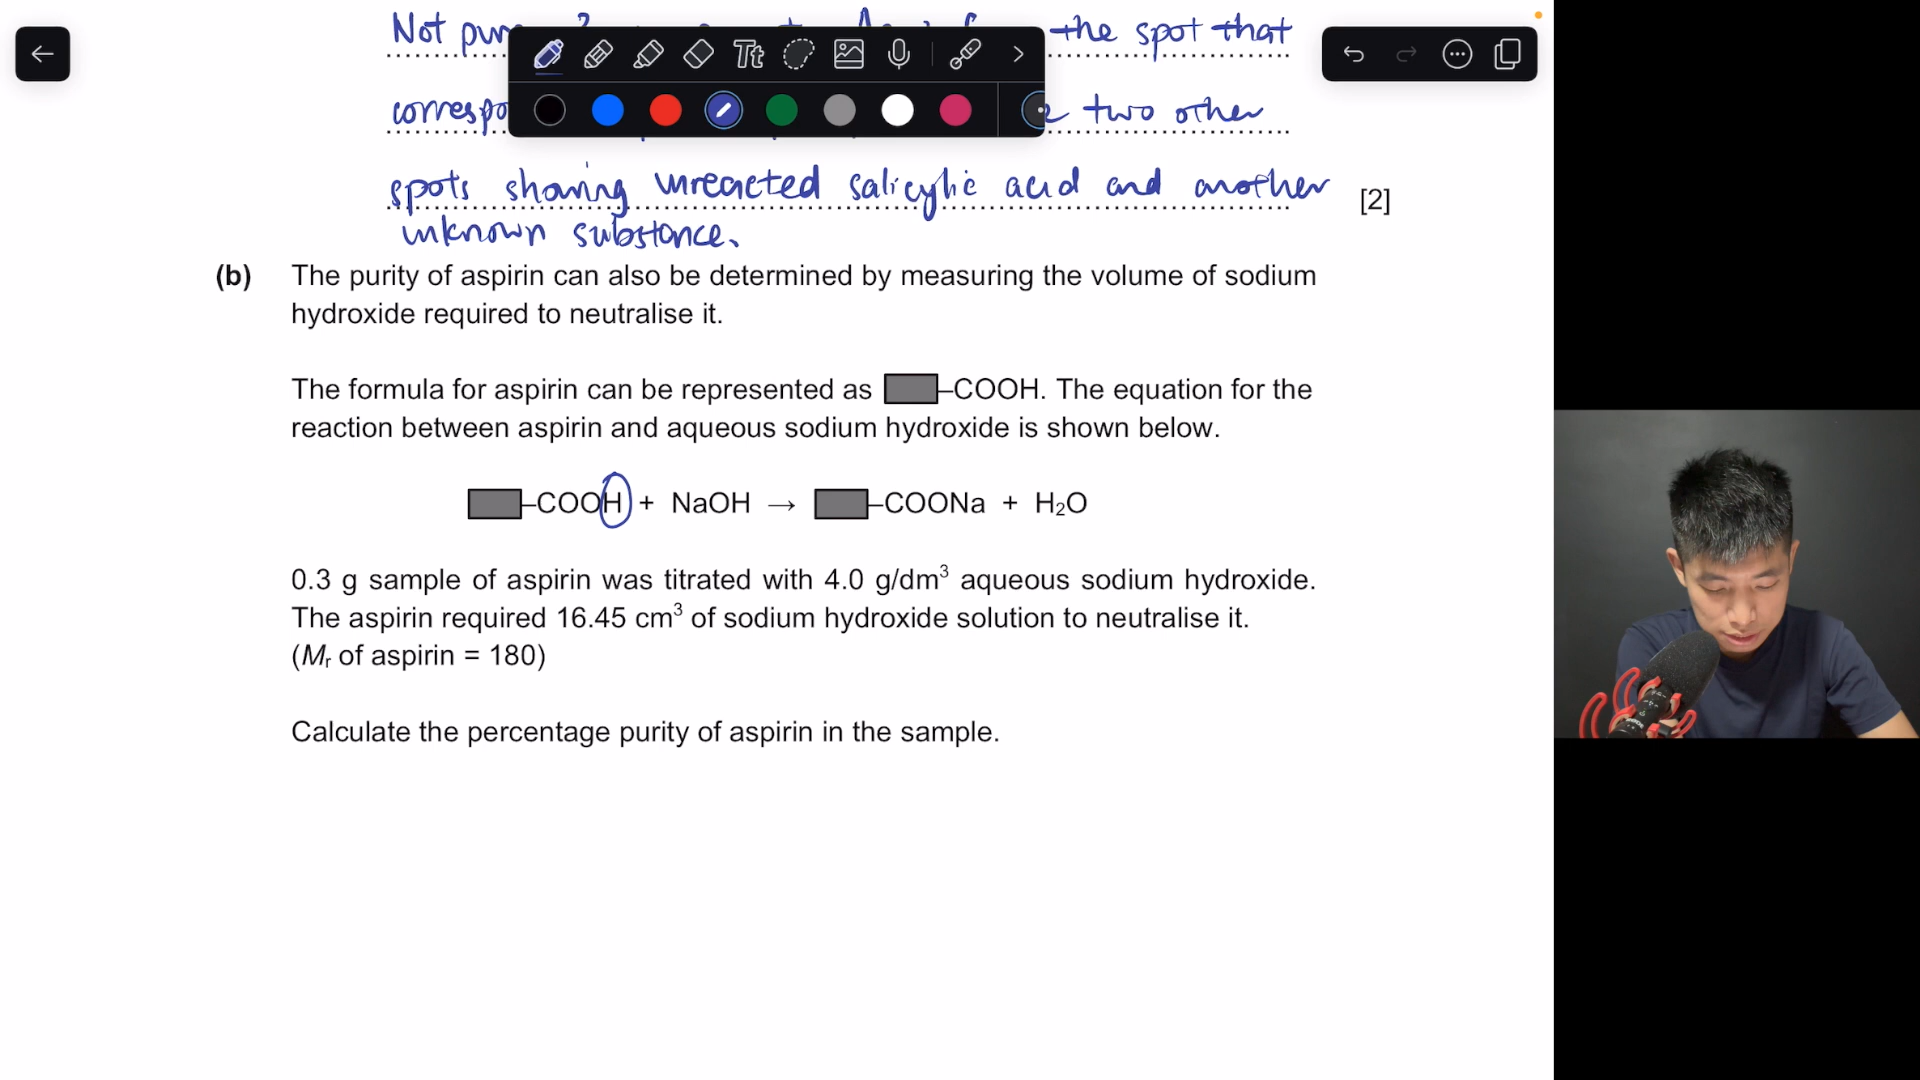 Not the spot that
Tt
two other
spots showing unreacted salicylic acid and another
[2]
unknown substance.
(b) The purity of aspirin can also be determined by measuring the volume of sodium
hydroxide required to neutralise it.
The formula for aspirin can be represented as –COOH. The equation for the
reaction between aspirin and aqueous sodium hydroxide is shown below.
–COOH + NaOH → –COONa + H₂O
0.3 g sample of aspirin was titrated with 4.0 g/dm³ aqueous sodium hydroxide.
The aspirin required 16.45 cm³ of sodium hydroxide solution to neutralise it.
(Mᵣ of aspirin = 180)
Calculate the percentage purity of aspirin in the sample.